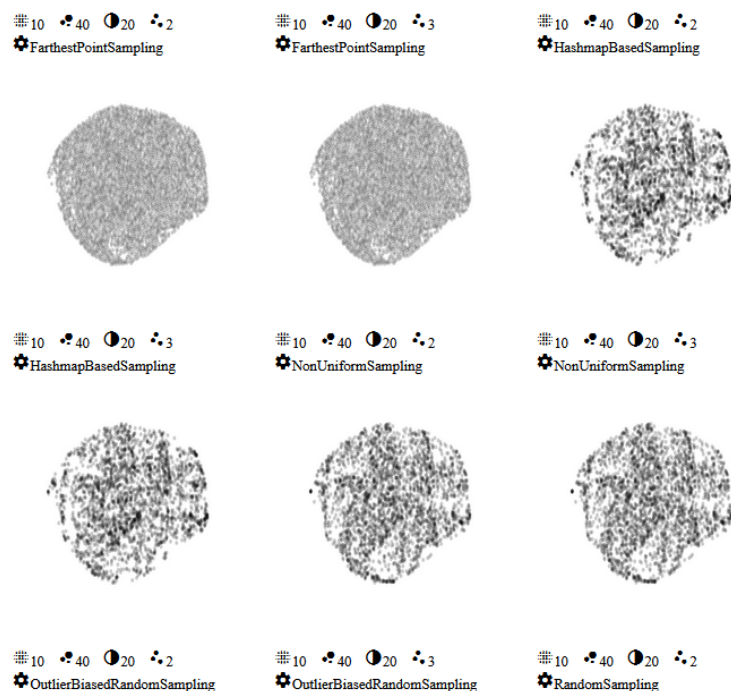 10 40 20 2
FarthestPointSampling
10 40 20 3
FarthestPointSampling
10 40 20 2
HashmapBasedSampling
10 40 20 3
HashmapBasedSampling
10 40 20 2
NonUniformSampling
10 40 20 3
NonUniformSampling
10 40 20 2
OutlierBiasedRandomSampling
10 40 20 3
OutlierBiasedRandomSampling
10 40 20 2
RandomSampling